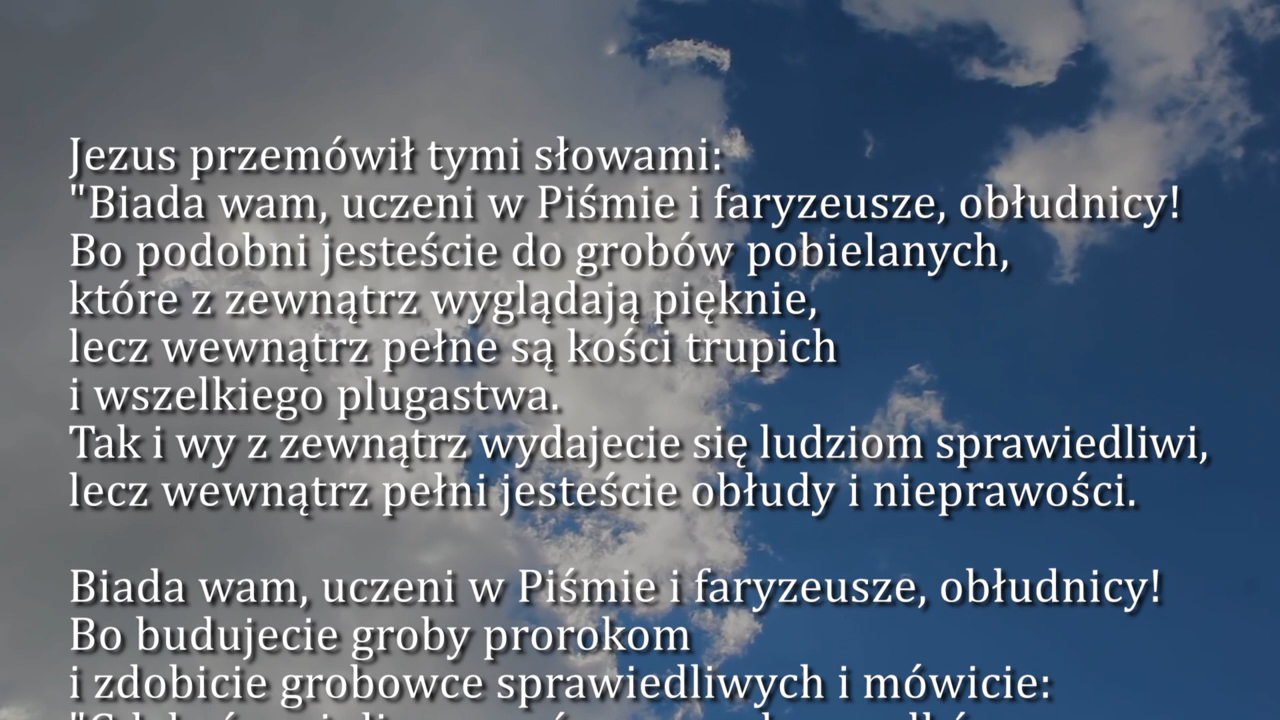 Jezus przemówił tymi słowami:
"Biada wam, uczeni w Piśmie i faryzeusze, obłudnicy!
Bo podobni jesteście do grobów pobielanych,
które z zewnątrz wyglądają pięknie,
lecz wewnątrz pełne są kości trupich
i wszelkiego plugastwa.
Tak i wy z zewnątrz wydajecie się ludziom sprawiedliwi,
lecz wewnątrz pełni jesteście obłudy i nieprawości.
Biada wam, uczeni w Piśmie i faryzeusze, obłudnicy!
Bo budujecie groby prorokom
i zdobicie grobowce sprawiedliwych i mówicie: